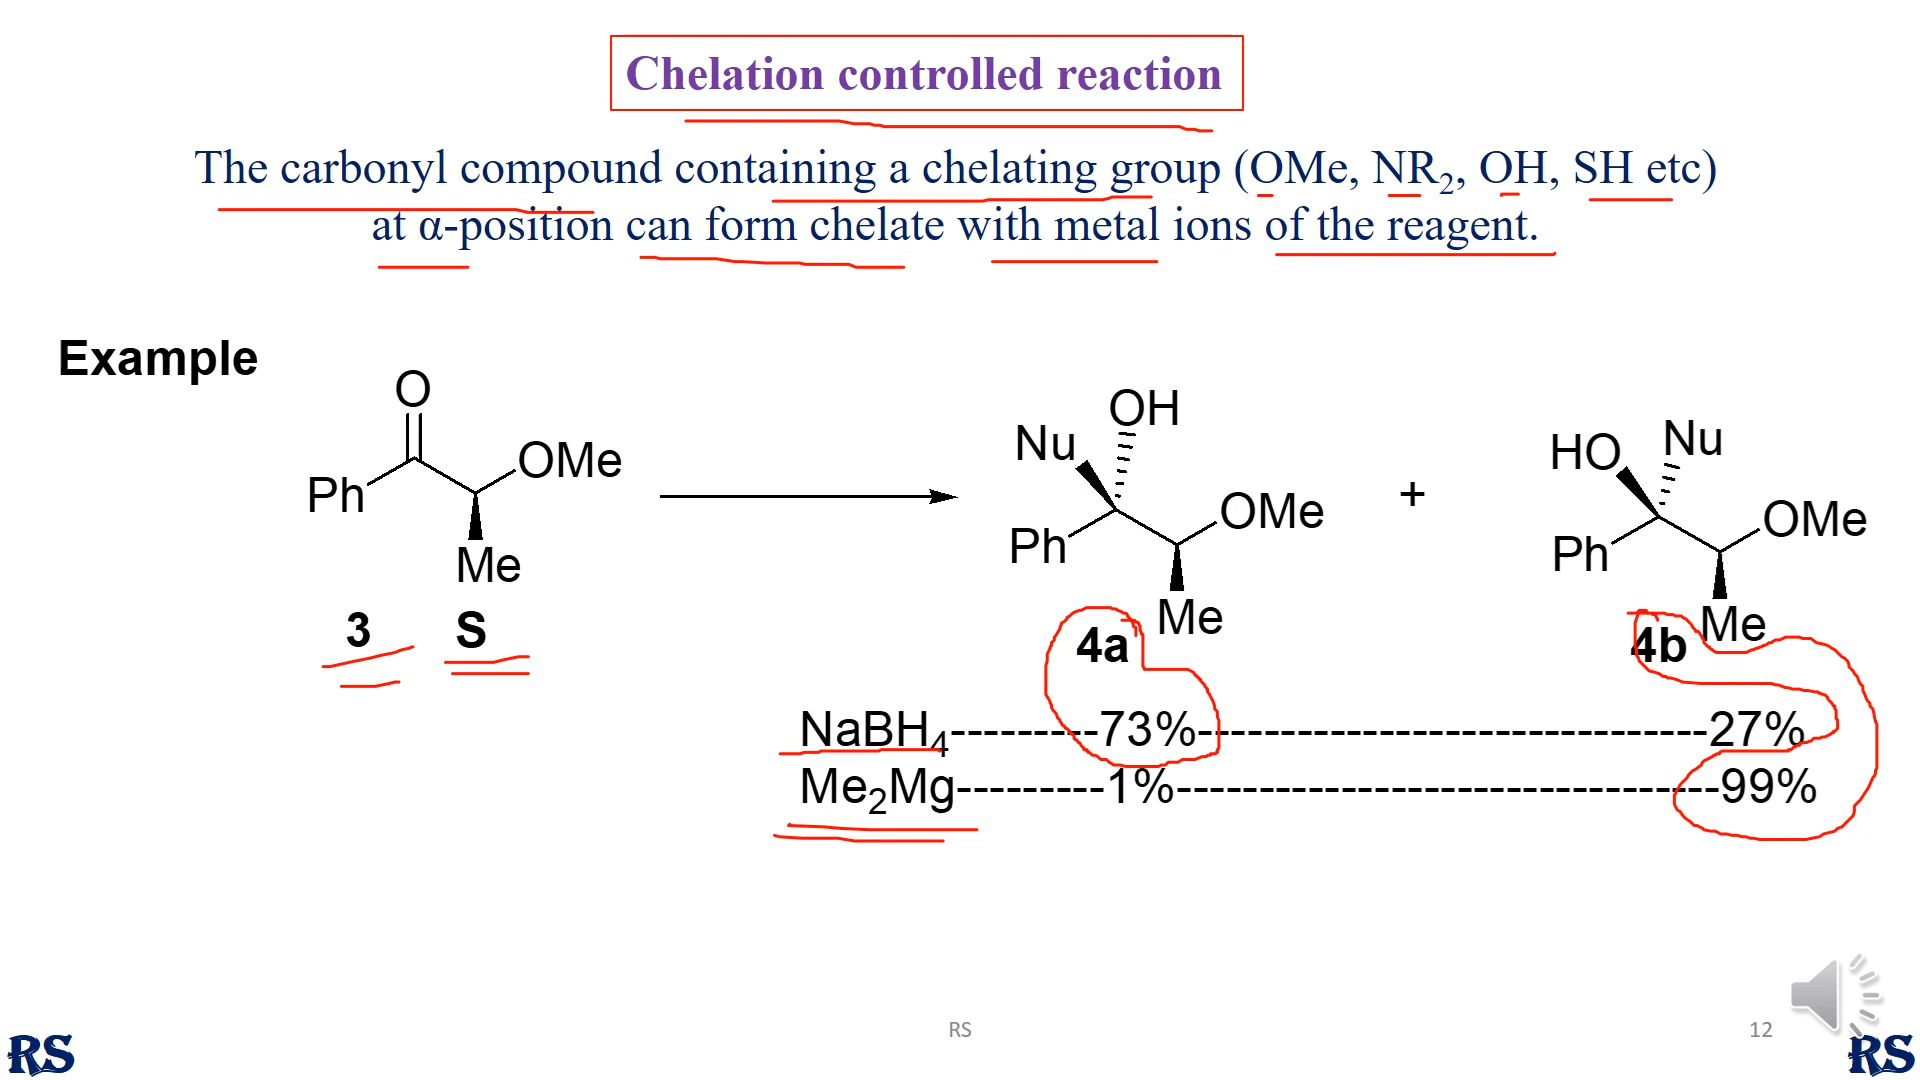 Chelation controlled reaction
The carbonyl compound containing a chelating group (OMe, NR₂, OH, SH etc)
at α-position can form chelate with metal ions of the reagent.
Example
O
Ph
OMe
Me
3 S
Nu
OH
Ph
OMe
Me
4a
+
HO
Nu
Ph
OMe
Me
4b
NaBH₄---------73%-------------------------------27%
Me₂Mg---------1%----------------------------------99%
RS
RS
12
RS